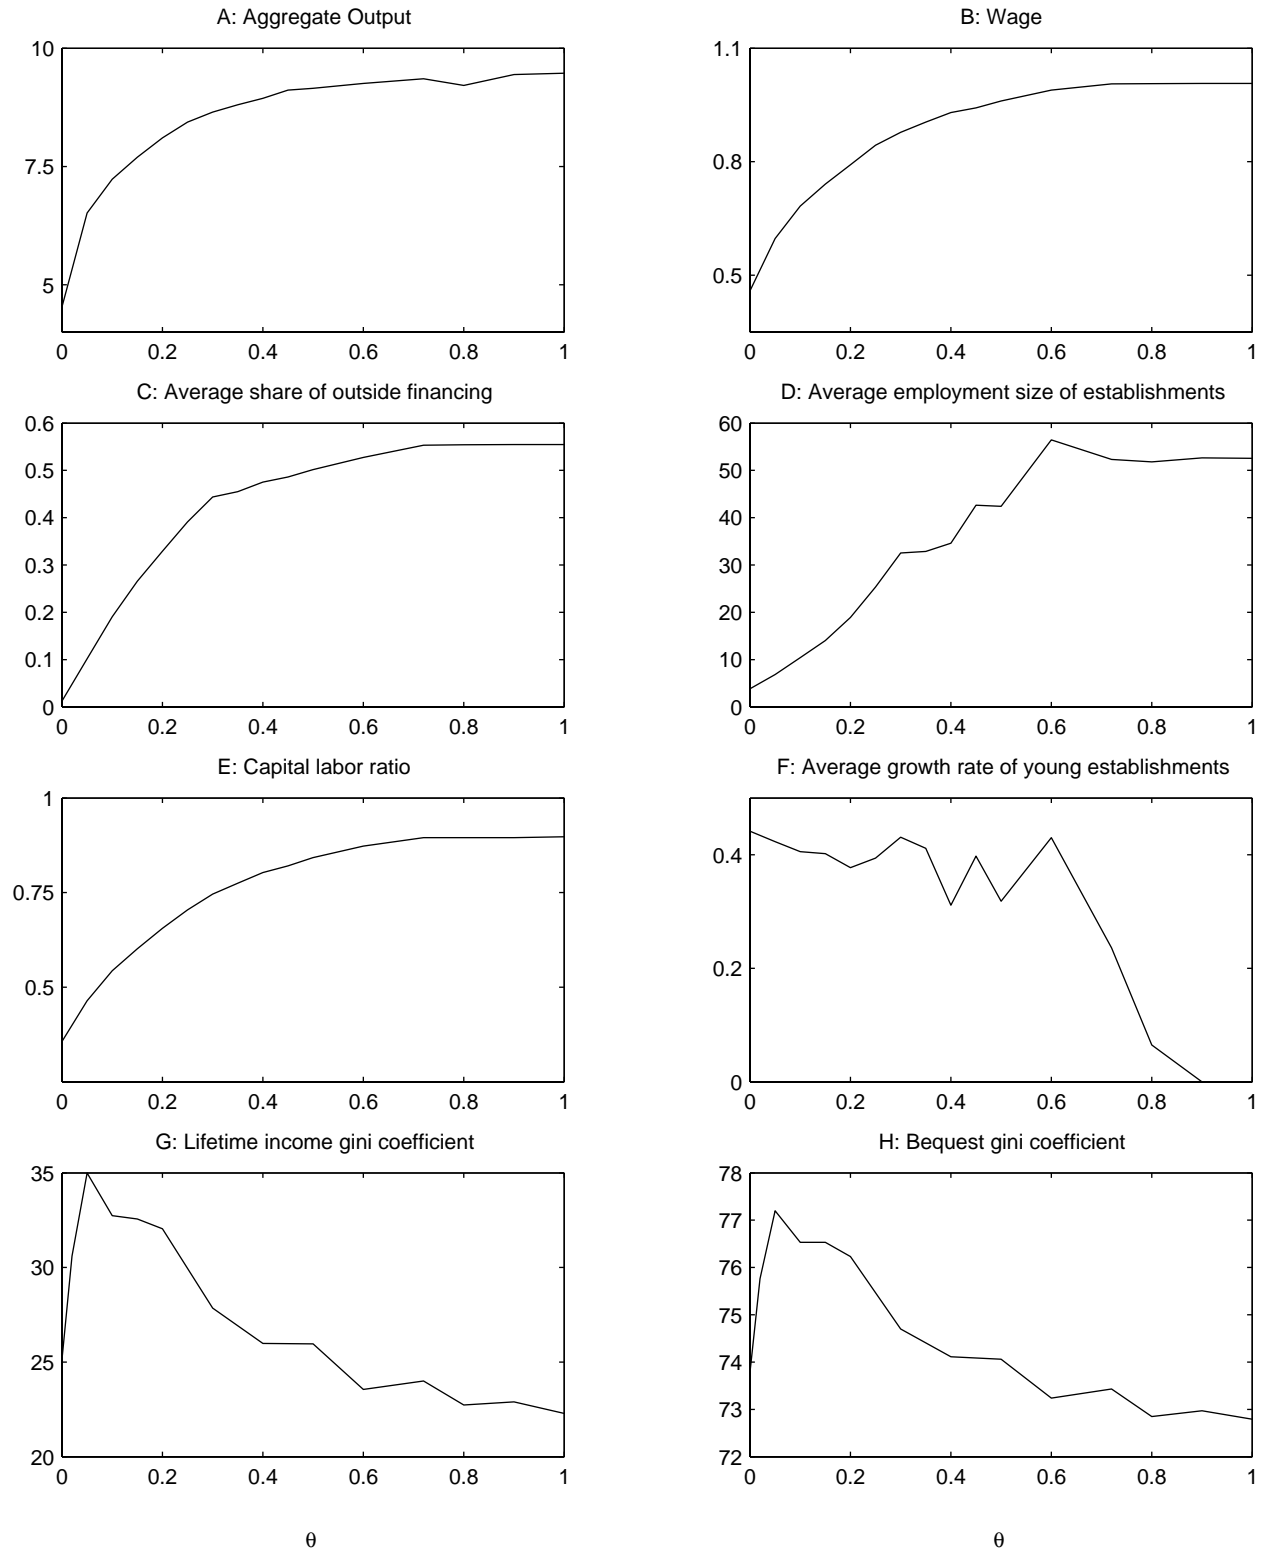 A: Aggregate Output
10
7.5
5
0 0.2 0.4 0.6 0.8 1
B: Wage
1.1
0.8
0.5
0 0.2 0.4 0.6 0.8 1
C: Average share of outside financing
0.6
0.5
0.4
0.3
0.2
0.1
0
0 0.2 0.4 0.6 0.8 1
D: Average employment size of establishments
60
50
40
30
20
10
0
0 0.2 0.4 0.6 0.8 1
E: Capital labor ratio
1
0.75
0.5
0 0.2 0.4 0.6 0.8 1
F: Average growth rate of young establishments
0.4
0.2
0
0 0.2 0.4 0.6 0.8 1
G: Lifetime income gini coefficient
35
30
25
20
0 0.2 0.4 0.6 0.8 1
θ
H: Bequest gini coefficient
78
77
76
75
74
73
72
0 0.2 0.4 0.6 0.8 1
θ